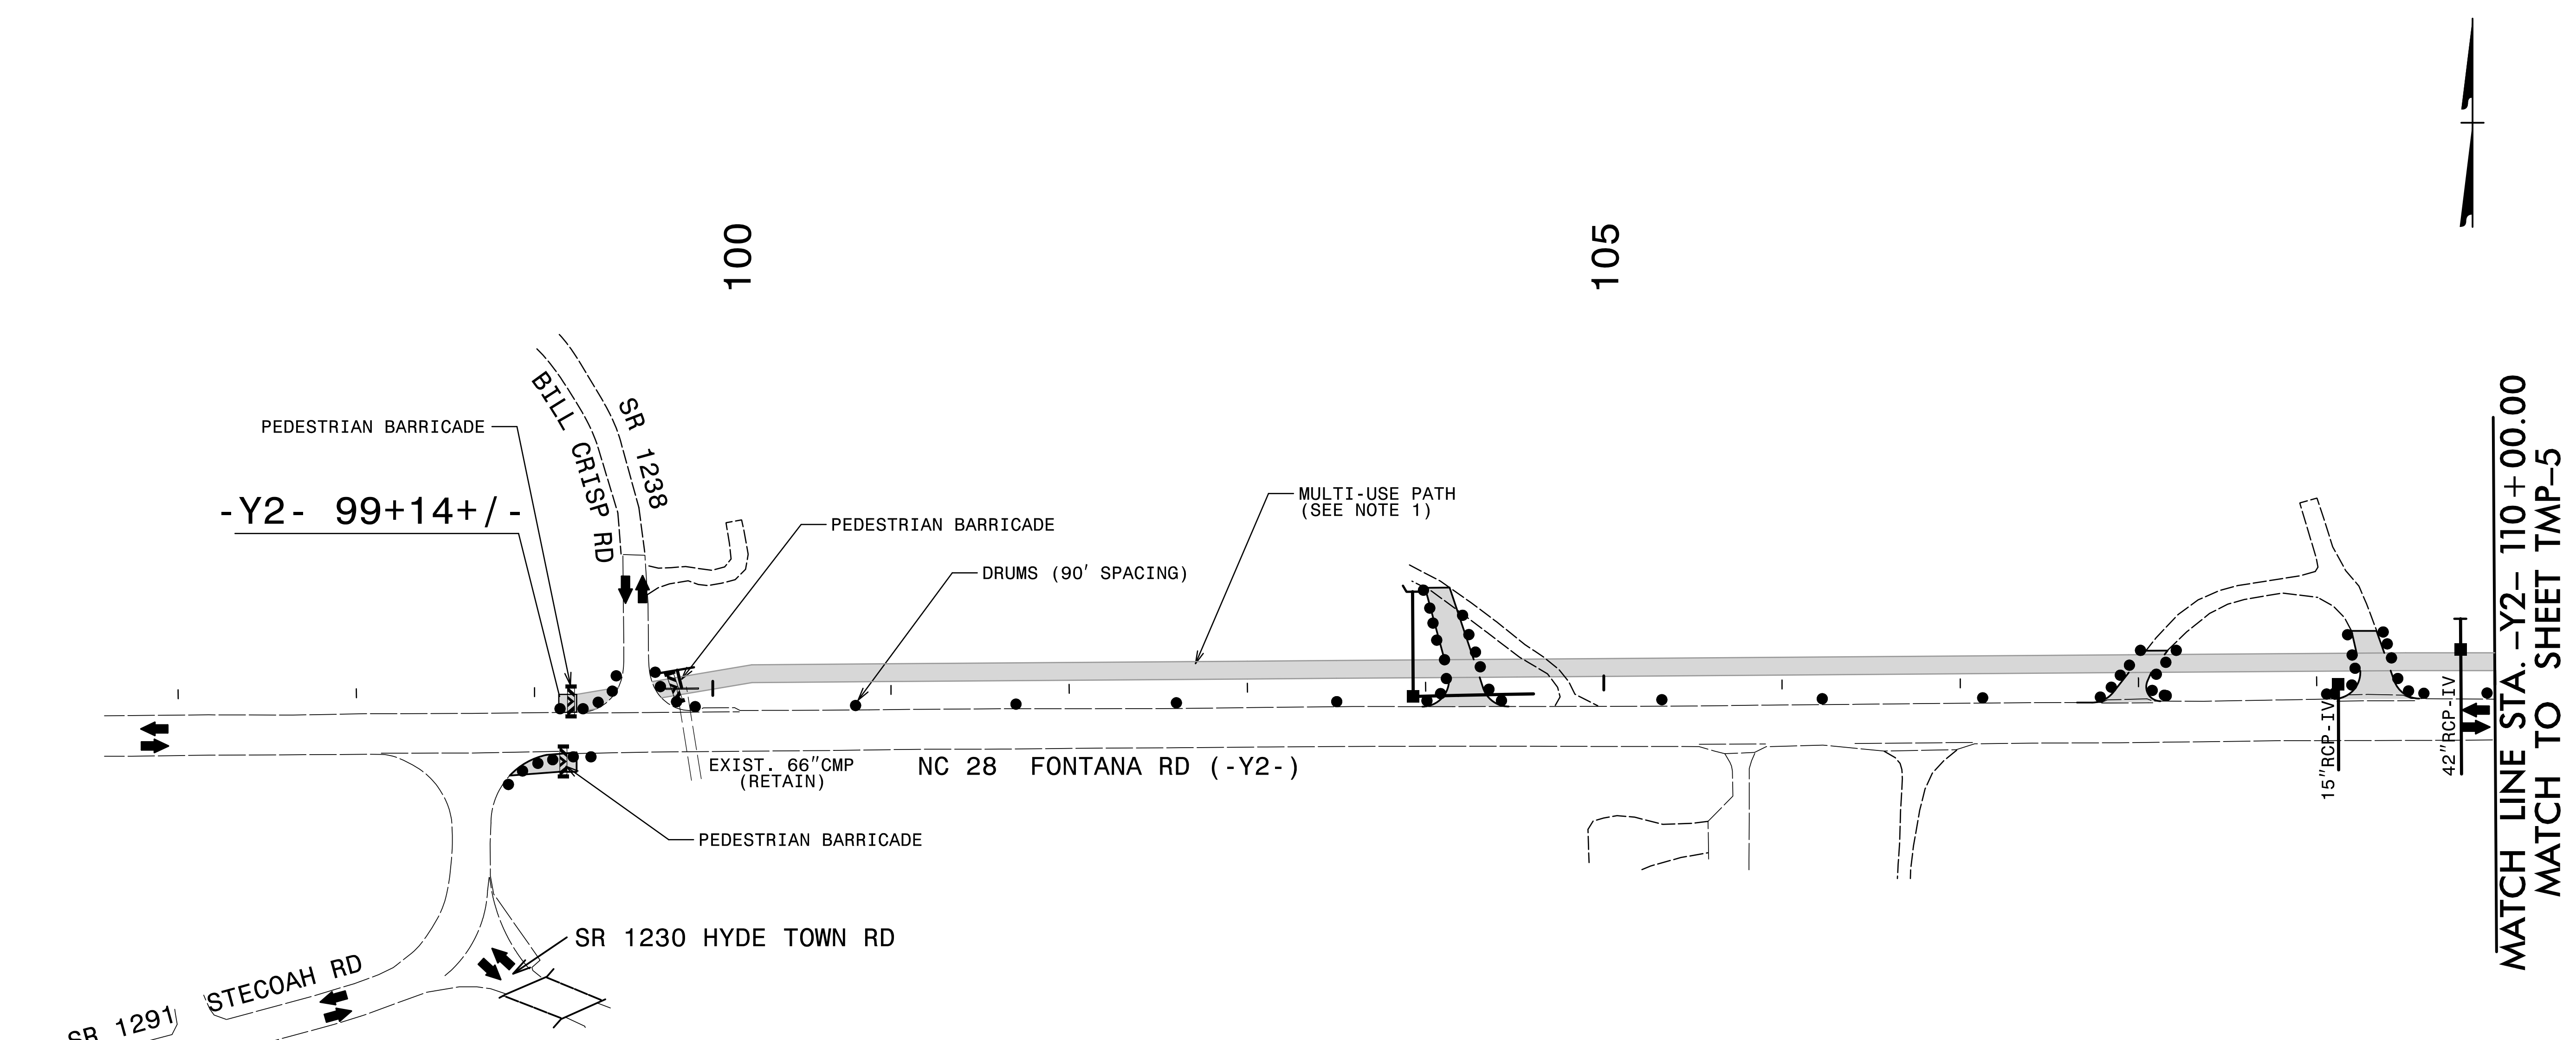 100
105
BILL CRISP RD
SR 1238
PEDESTRIAN BARRICADE
-Y2- 99+14+/-
PEDESTRIAN BARRICADE
MULTI-USE PATH
(SEE NOTE 1)
DRUMS (90' SPACING)
EXIST. 66"CMP
(RETAIN)
NC 28 FONTANA RD (-Y2-)
PEDESTRIAN BARRICADE
15"RCP-IV
42"RCP-IV
MATCH LINE STA. -Y2- 110+00.00
MATCH TO SHEET TMP-5
SR 1230 HYDE TOWN RD
SR 1291 STECOAH RD